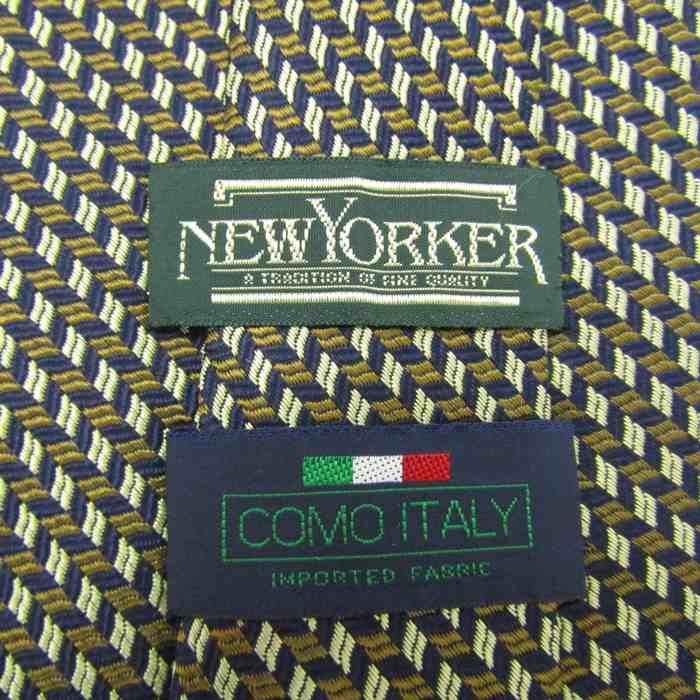 NEW YORKER
A TRADITION OF FINE QUALITY
COMO ITALY
IMPORTED FABRIC